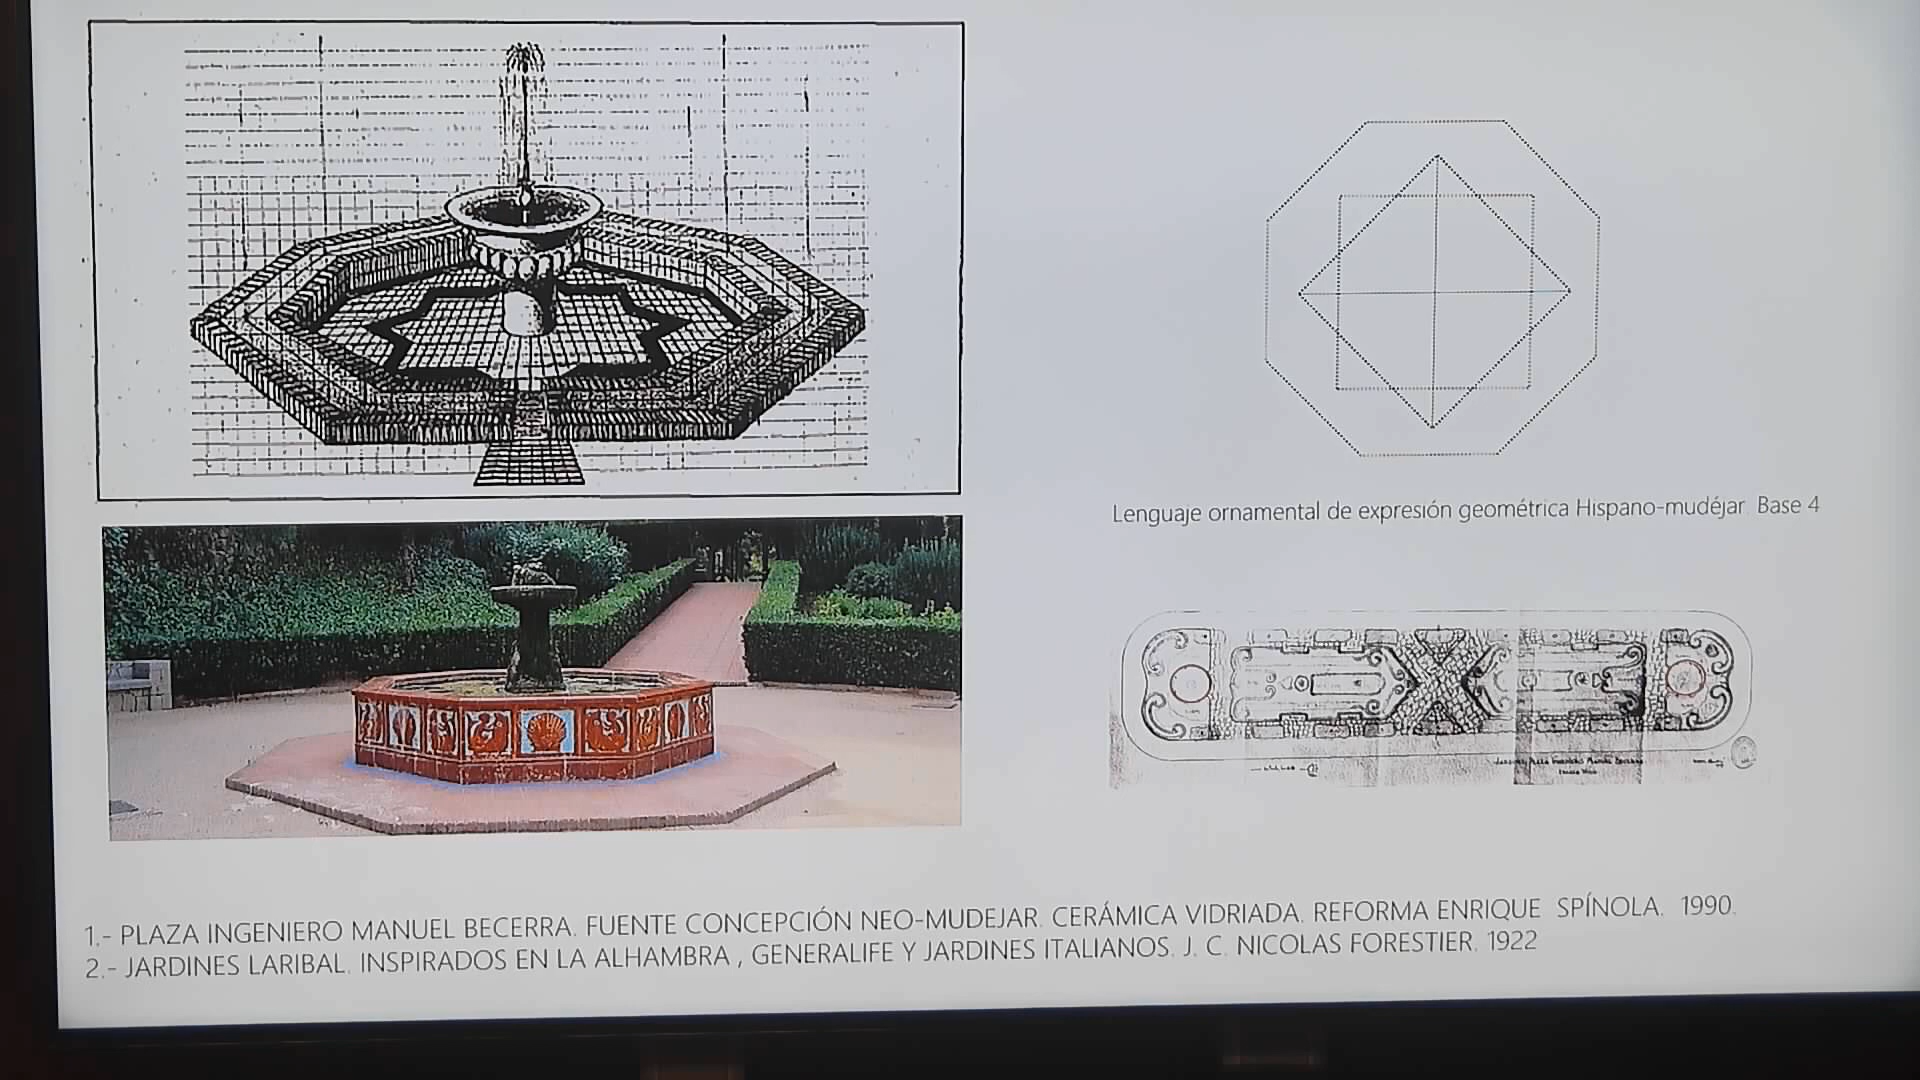 Lenguaje ornamental de expresión geométrica Hispano-mudéjar Base 4
1.- PLAZA INGENIERO MANUEL BECERRA. FUENTE CONCEPCIÓN NEO-MUDEJAR. CERÁMICA VIDRIADA. REFORMA ENRIQUE SPÍNOLA. 1990.
2.- JARDINES LARIBAL. INSPIRADOS EN LA ALHAMBRA , GENERALIFE Y JARDINES ITALIANOS. J. C. NICOLAS FORESTIER. 1922